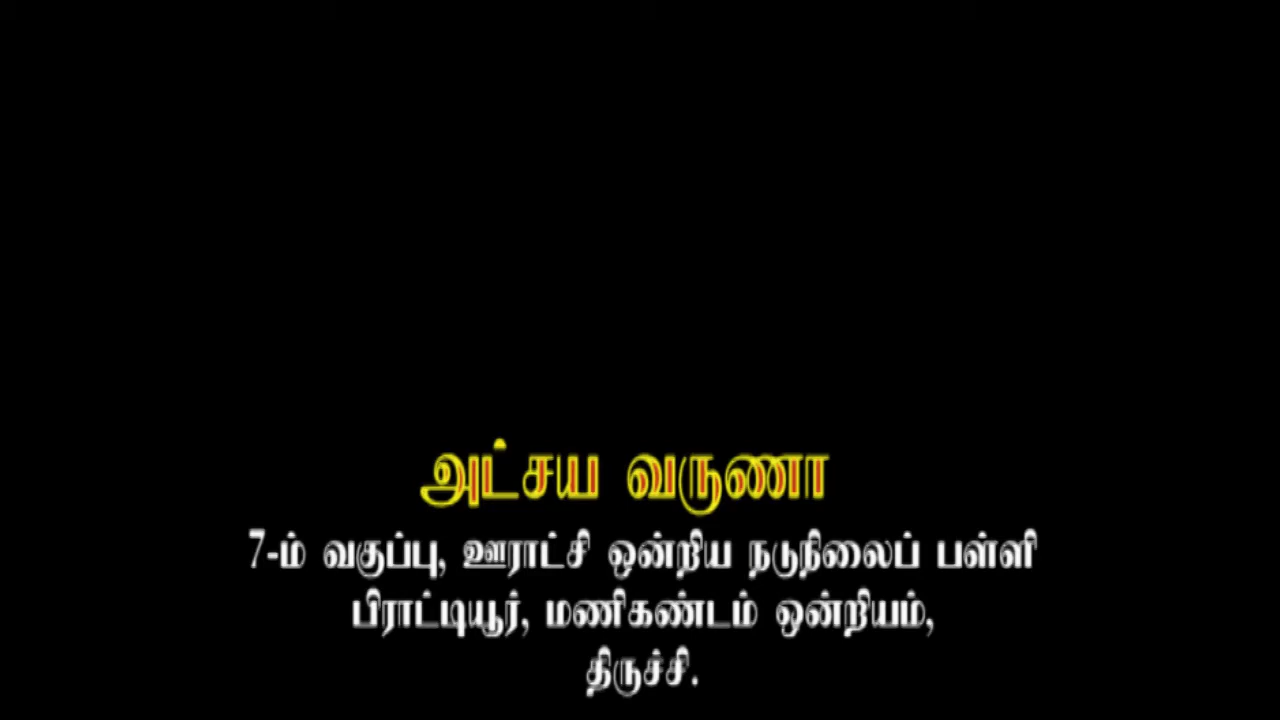 அட்சய வருணா
7-ம் வகுப்பு, ஊராட்சி ஒன்றிய நடுநிலைப் பள்ளி
பிராட்டியூர், மணிகண்டம் ஒன்றியம்,
திருச்சி.